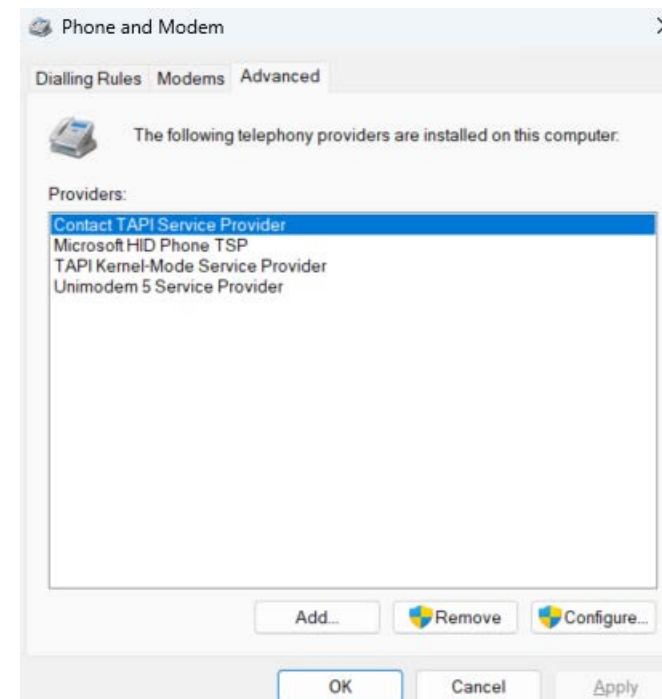 Phone and Modem
Dialling Rules Modems Advanced
The following telephony providers are installed on this computer:
Providers:
Contact TAPI Service Provider
Microsoft HID Phone TSP
TAPI Kernel-Mode Service Provider
Unimodem 5 Service Provider
Add... Remove Configure...
OK Cancel Apply